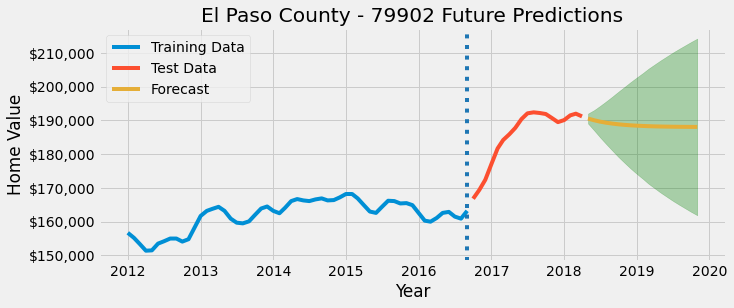 El Paso County - 79902 Future Predictions
Training Data
Test Data
Forecast
Home Value
$210,000
$200,000
$190,000
$180,000
$170,000
$160,000
$150,000
2012 2013 2014 2015 2016 2017 2018 2019 2020
Year